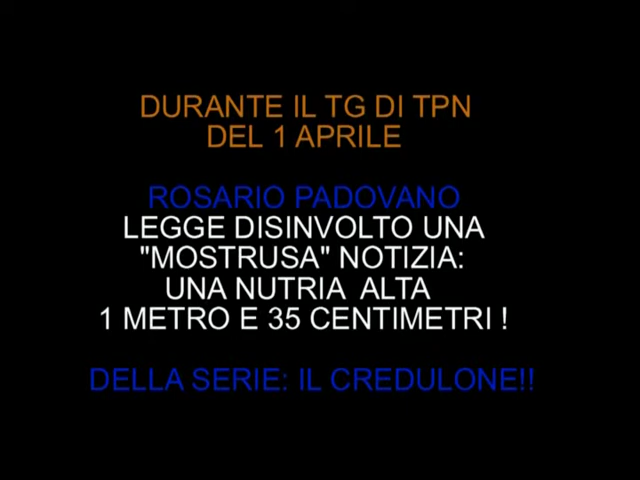 DURANTE IL TG DI TPN
DEL 1 APRILE
ROSARIO PADOVANO
LEGGE DISINVOLTO UNA
"MOSTRUSA" NOTIZIA:
UNA NUTRIA ALTA
1 METRO E 35 CENTIMETRI !
DELLA SERIE: IL CREDULONE!!